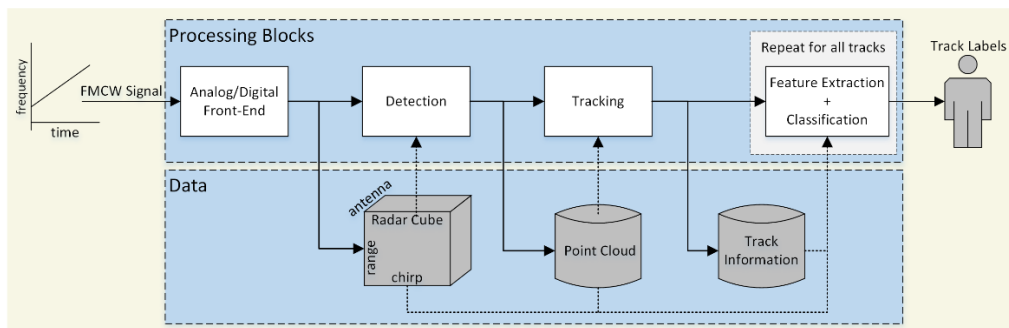 Processing Blocks
Repeat for all tracks
Track Labels
frequency
time
FMCW Signal
Analog/Digital
Front-End
Detection
Tracking
Feature Extraction
+
Classification
Data
antenna
Radar Cube
range
chirp
Point Cloud
Track
Information